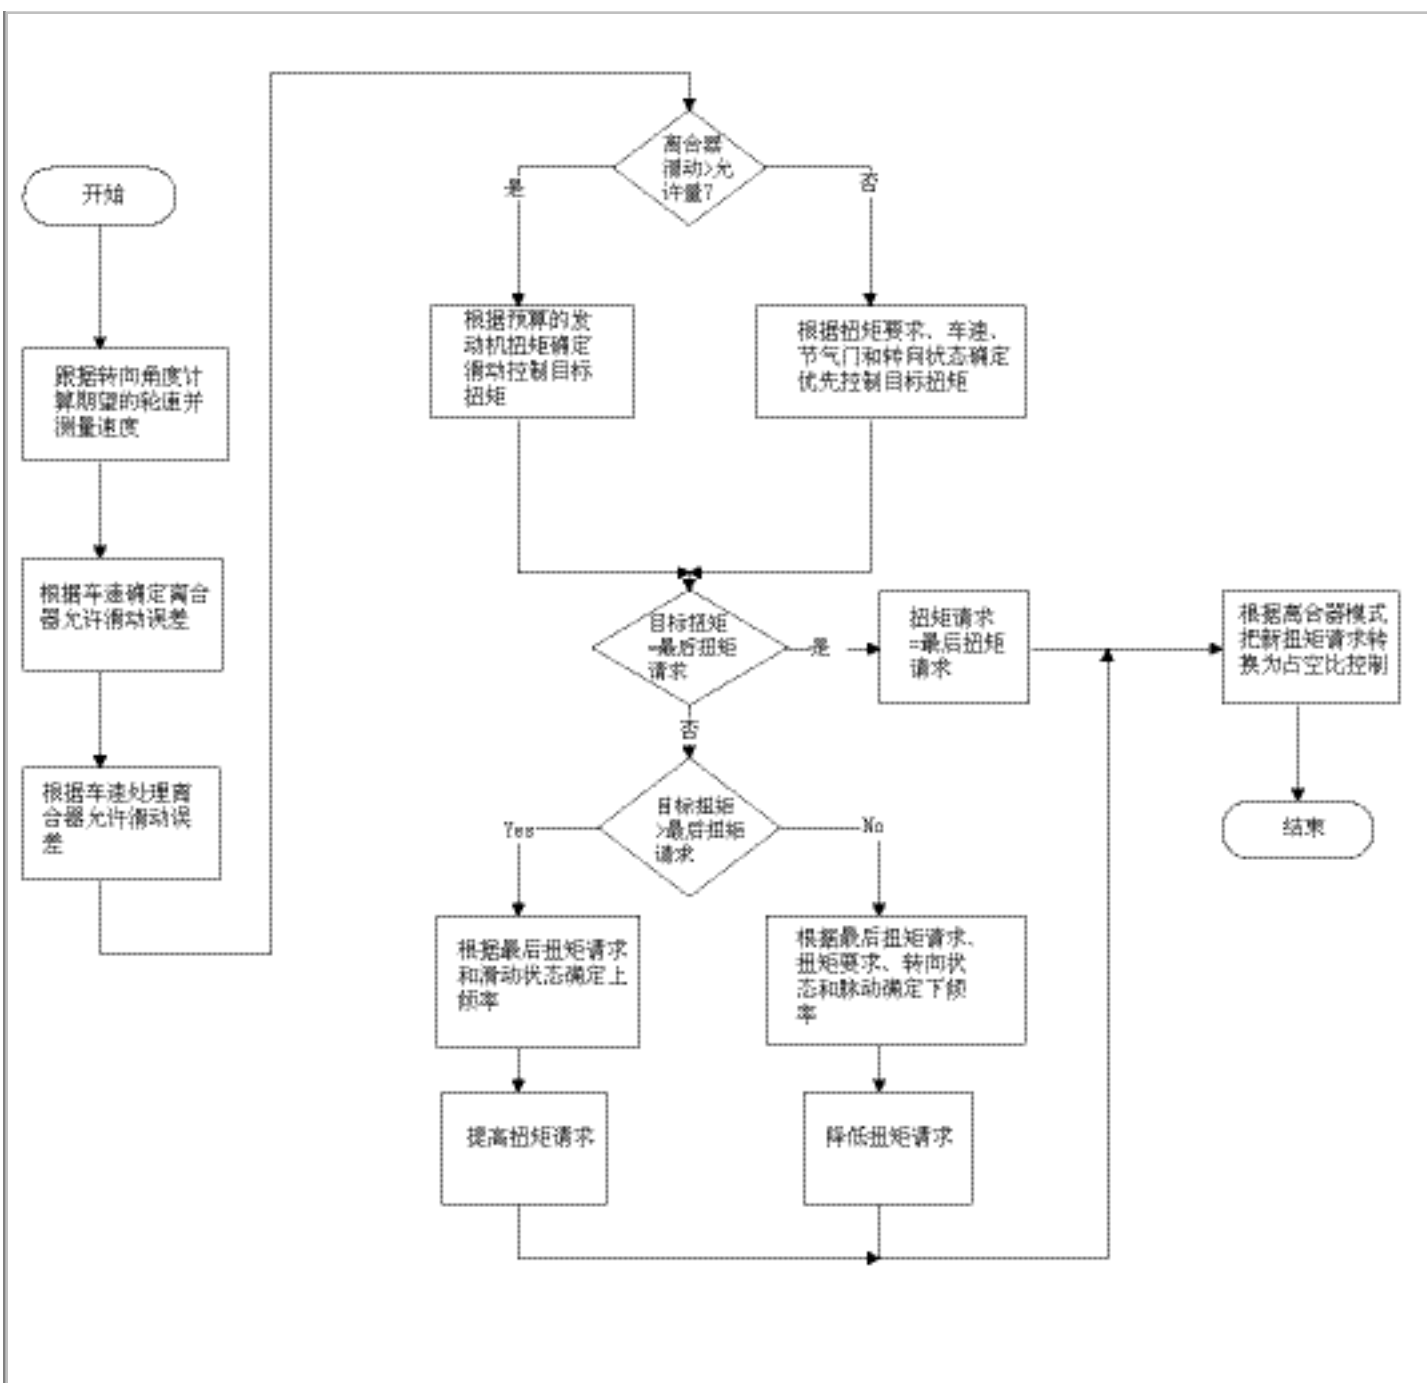 开始
跟据转向角度计
算期望的轮速并
测量速度
根据车速确定离合
器允许滑动误差
根据车速处理离
合器允许滑动误
差
离合器
滑动>允
许量?
是
否
根据预算的发
动机扭矩确定
滑动控制目标
扭矩
根据扭矩要求、车速、
节气门和转向状态确定
优先控制目标扭矩
目标扭矩
=最后扭矩
请求
是
扭矩请求
=最后扭矩
请求
根据离合器模式
把新扭矩请求转
换为占空比控制
结束
否
目标扭矩
>最后扭矩
请求
Yes
No
根据最后扭矩请求
和滑动状态确定上
倾率
根据最后扭矩请求、
扭矩要求、转向状
态和脉动确定下倾
率
提高扭矩请求
降低扭矩请求